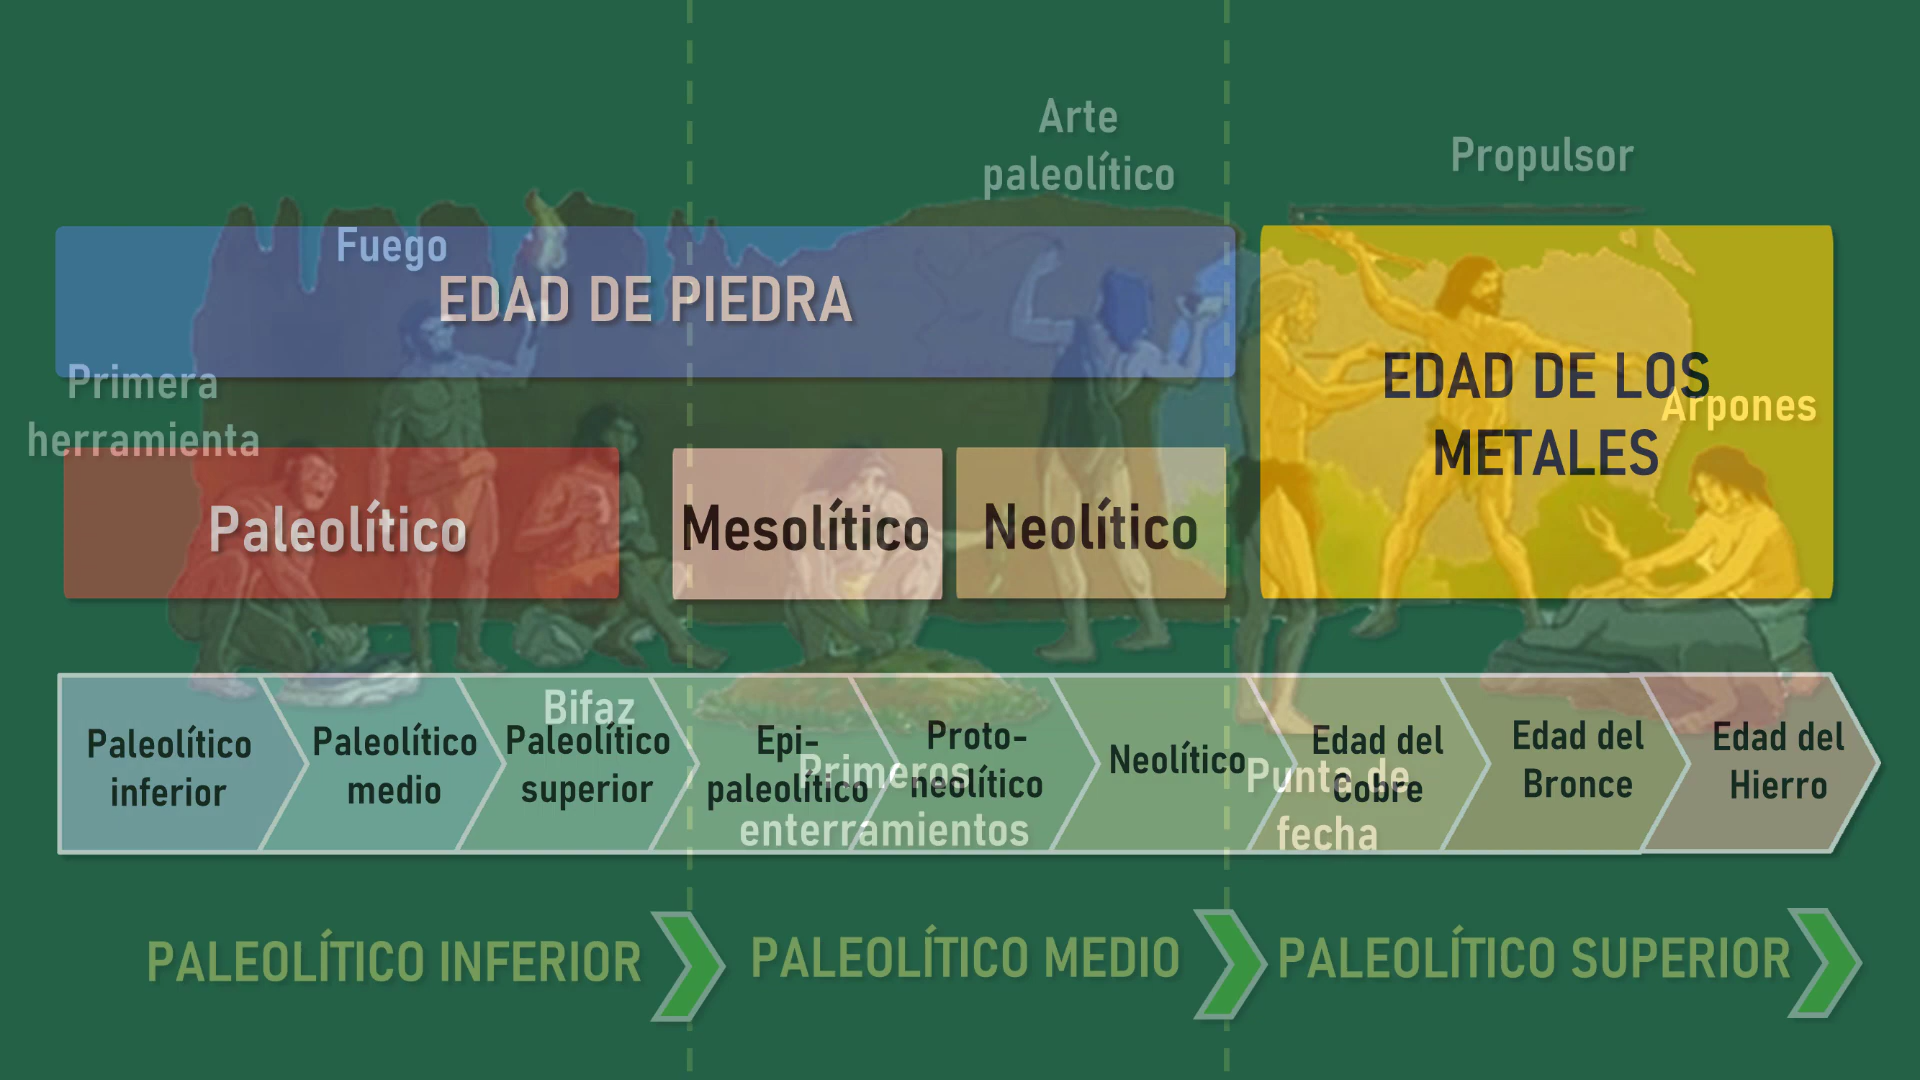 Arte
paleolítico
Propulsor
Fuego
EDAD DE PIEDRA
EDAD DE LOS
METALES
Primera
herramienta
Arpones
Paleolítico
Mesolítico
Neolítico
Bifaz
Paleolítico
inferior
Paleolítico
medio
Paleolítico
superior
Epi-
paleolítico
Proto-
neolítico
Neolítico
Edad del
Cobre
Edad del
Bronce
Edad del
Hierro
Primeros
enterramientos
Punta de
fecha
PALEOLÍTICO INFERIOR
PALEOLÍTICO MEDIO
PALEOLÍTICO SUPERIOR